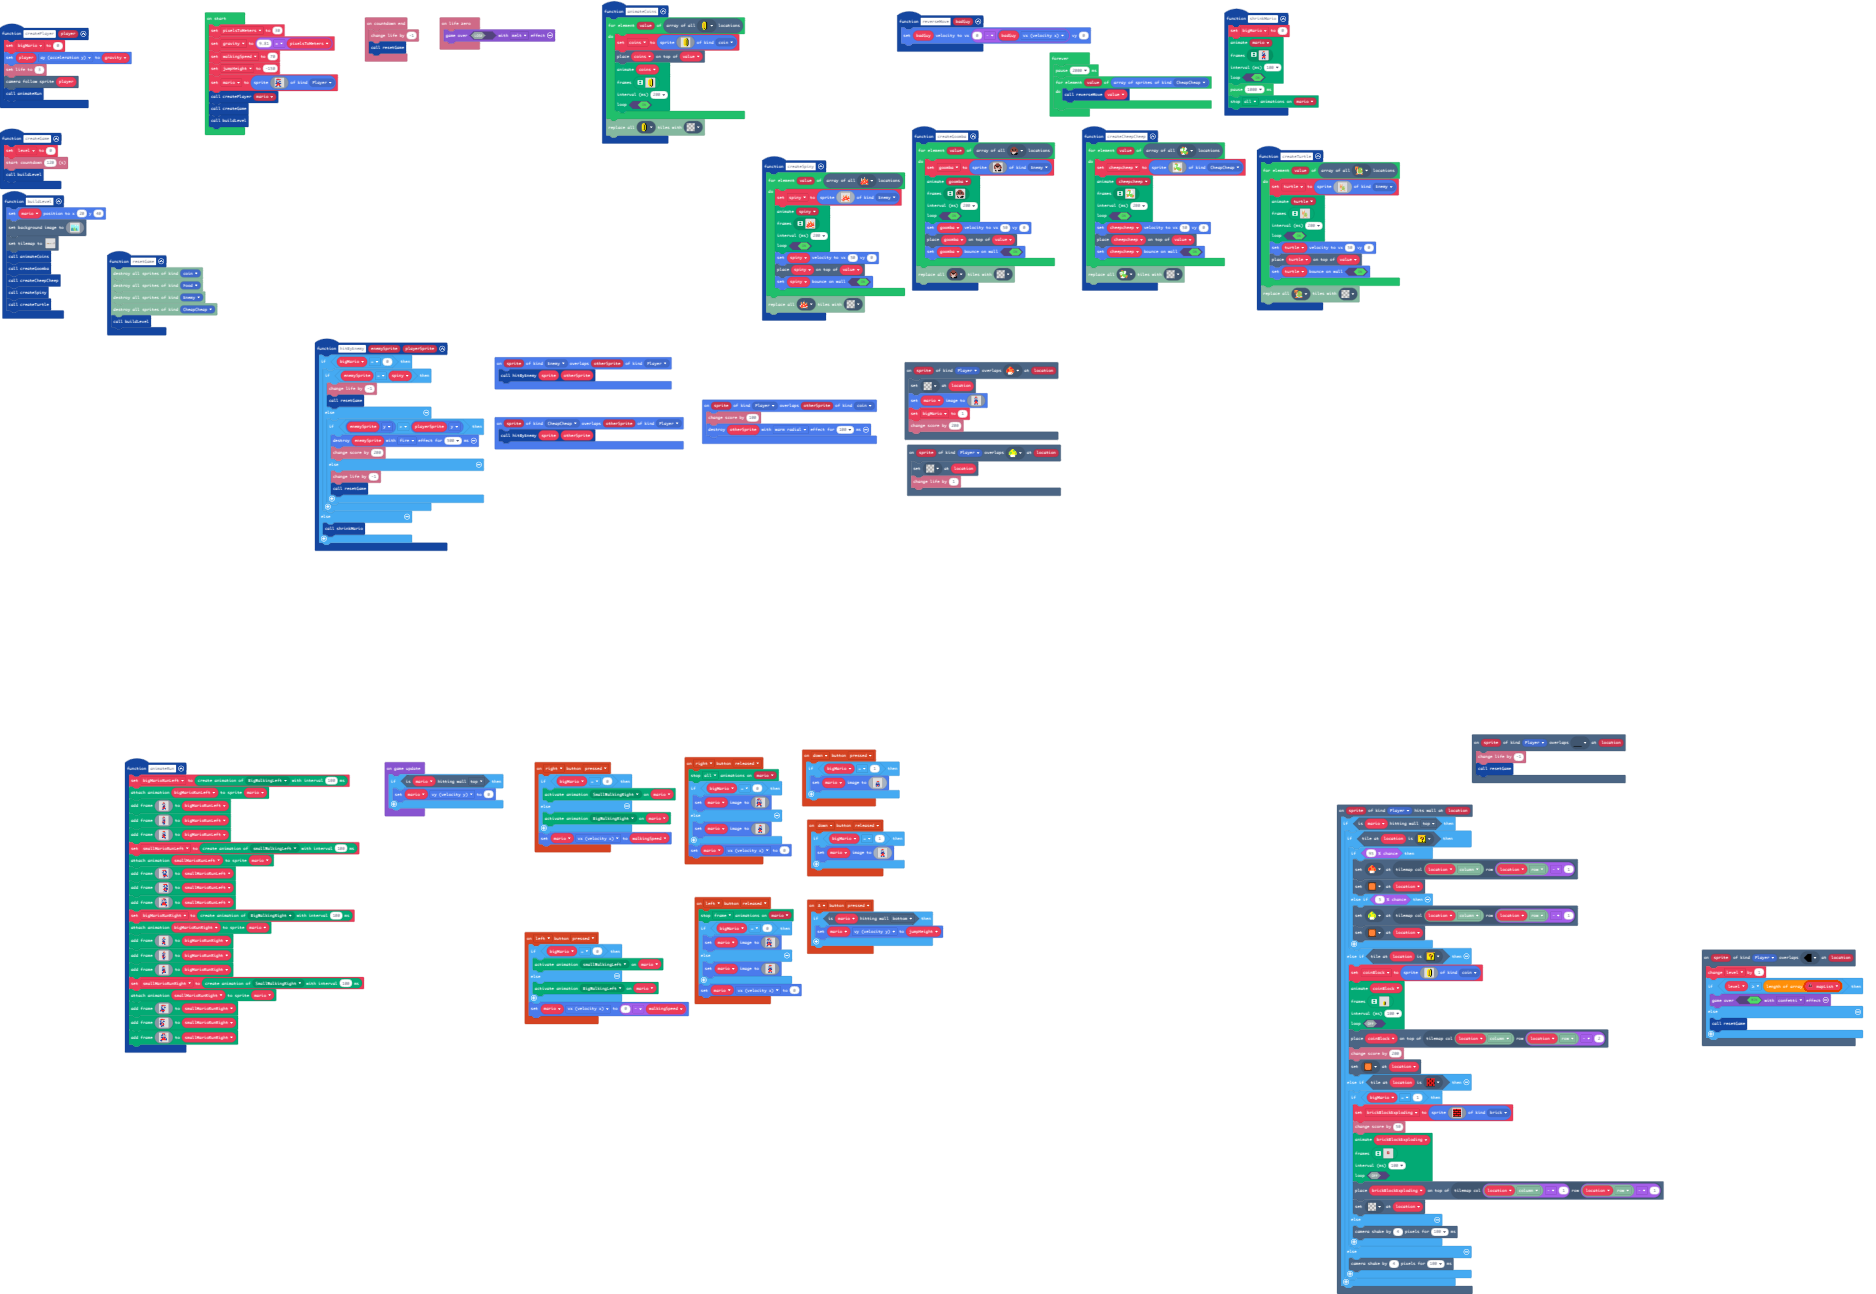 function createPlayer player
set bigMario to 0
set player ay (acceleration y) to gravity
set life to 3
camera follow sprite player
call animateRun
function createGame
set level to 0
start countdown 120 (s)
call buildLevel
function buildLevel
set mario position to x
set background image to
set tilemap to
call animateCoins
call createGoomba
call createCheepCheep
call createSpiny
call createTurtle
function resetGame
destroy all sprites of kind coin
destroy all sprites of kind Food
destroy all sprites of kind Enemy
destroy all sprites of kind CheepCheep
call buildLevel
on start
set pixelsToMeters to 30
set gravity to 9.81 x pixelsToMeters
set walkingSpeed to 70
set jumpHeight to -150
set mario to sprite of kind Player
call createPlayer mario
call createGame
call buildLevel
on countdown end
change life by -1
call resetGame
on life zero
game over with melt effect
function animateCoins
for element value of array of all locations
do
set coins to sprite of kind coin
place coins on top of value
animate coins
frames
interval (ms) 200
loop
replace all tiles with
function reverseMove badGuy
set badGuy velocity to vx 0 - badGuy vx (velocity x) vy 0
forever
pause 2000 ms
for element value of array of sprites of kind CheepCheep
do call reverseMove value
function shrinkMario
set bigMario to 0
animate mario
frames
interval (ms) 100
loop
pause 1000 ms
stop all animations on mario
function createSpiny
for element value of array of all locations
do
set spiny to sprite of kind Enemy
animate spiny
frames
interval (ms) 200
loop
set spiny velocity to vx 30 vy 0
place spiny on top of value
set spiny bounce on wall
replace all tiles with
function createGoomba
for element value of array of all locations
do
set goomba to sprite of kind Enemy
animate goomba
frames
interval (ms) 200
loop
set goomba velocity to vx 30 vy 0
place goomba on top of value
set goomba bounce on wall
replace all tiles with
function createCheepCheep
for element value of array of all locations
do
set cheepcheep to sprite of kind CheepCheep
animate cheepcheep
frames
interval (ms) 200
loop
set cheepcheep velocity to vx 50 vy 0
place cheepcheep on top of value
set cheepcheep bounce on wall
replace all tiles with
function createTurtle
for element value of array of all locations
do
set turtle to sprite of kind Enemy
animate turtle
frames
interval (ms) 200
loop
set turtle velocity to vx 50 vy 0
place turtle on top of value
set turtle bounce on wall
replace all tiles with
function hitByEnemy enemySprite playerSprite
if bigMario = 0 then
if enemySprite = spiny then
change life by -1
call resetGame
else
if enemySprite y playerSprite y then
destroy enemySprite with fire effect for 500 ms
change score by 200
else
change life by -1
call resetGame
else
call shrinkMario
on sprite of kind Enemy overlaps otherSprite of kind Player
call hitByEnemy sprite otherSprite
on sprite of kind CheepCheep overlaps otherSprite of kind Player
call hitByEnemy sprite otherSprite
on sprite of kind Player overlaps otherSprite of kind coin
change score by 100
destroy otherSprite with warm radial effect for 100 ms
on sprite of kind Player overlaps at location
set at location
set mario image to
set bigMario to 1
change score by 200
on sprite of kind Player overlaps at location
set at location
change life by 1
function animateRun
set bigMarioRunLeft to create animation of BigWalkingLeft with interval 100 ms
attach animation bigMarioRunLeft to sprite mario
add frame to bigMarioRunLeft
add frame to bigMarioRunLeft
add frame to bigMarioRunLeft
set smallMarioRunLeft to create animation of smallWalkingLeft with interval 100 ms
attach animation smallMarioRunLeft to sprite mario
add frame to smallMarioRunLeft
add frame to smallMarioRunLeft
add frame to smallMarioRunLeft
set bigMarioRunRight to create animation of BigWalkingRight with interval 100 ms
attach animation bigMarioRunRight to sprite mario
add frame to bigMarioRunRight
add frame to bigMarioRunRight
add frame to bigMarioRunRight
set smallMarioRunRight to create animation of SmallWalkingRight with interval 100 ms
attach animation smallMarioRunRight to sprite mario
add frame to smallMarioRunRight
add frame to smallMarioRunRight
add frame to smallMarioRunRight
on game update
if is mario hitting wall top then
set mario vy (velocity y) to 0
on right button pressed
if bigMario = 0 then
activate animation SmallWalkingRight on mario
else
activate animation BigWalkingRight on mario
set mario vx (velocity x) to walkingSpeed
on right button released
stop all animations on mario
if bigMario = 0 then
set mario image to
else
set mario image to
set mario vx (velocity x) to 0
on down button pressed
if bigMario = 1 then
set mario image to
on down button released
if bigMario = 1 then
set mario image to
on left button pressed
if bigMario = 0 then
activate animation smallWalkingLeft on mario
else
activate animation BigWalkingLeft on mario
set mario vx (velocity x) to 0 - walkingSpeed
on left button released
stop frame animations on mario
if bigMario = 0 then
set mario image to
else
set mario image to
set mario vx (velocity x) to 0
on A button pressed
if is mario hitting wall bottom then
set mario vy (velocity y) to jumpHeight
on sprite of kind Player overlaps at location
change life by -1
call resetGame
on sprite of kind Player hits wall at location
if is mario hitting wall top then
if tile at location is then
if % chance then
set at tilemap col location column row location row - 1
set at location
else if % chance then
set at tilemap col location column row location row - 1
set at location
else if tile at location is then
set coinBlock to sprite of kind coin
animate coinBlock
frames
interval (ms) 100
loop
place coinBlock on top of tilemap col location column row location row - 1
change score by 200
set at location
else if tile at location is then
if bigMario = 1 then
set brickBlockExploding to sprite of kind brick
change score by 50
animate brickBlockExploding
frames
interval (ms) 100
loop
place brickBlockExploding on top of tilemap col location column - row location row -
set at location
else
camera shake by 4 pixels for 100 ms
else
camera shake by 4 pixels for 100 ms
on sprite of kind Player overlaps at location
change level by 1
if level length of array mapList then
game over with confetti effect
else
call resetGame